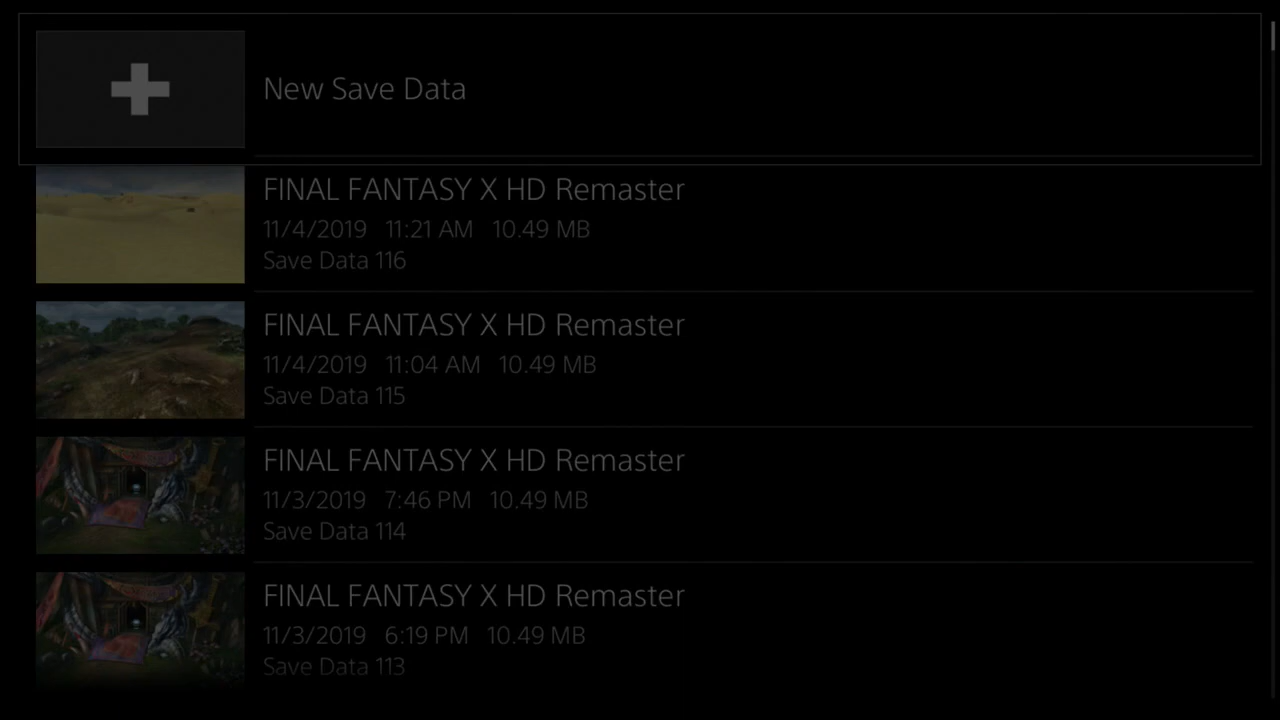 New Save Data
FINAL FANTASY X HD Remaster
11/4/2019 11:21 AM 10.49 MB
Save Data 116
FINAL FANTASY X HD Remaster
11/4/2019 11:04 AM 10.49 MB
Save Data 115
FINAL FANTASY X HD Remaster
11/3/2019 7:46 PM 10.49 MB
Save Data 114
FINAL FANTASY X HD Remaster
11/3/2019 6:19 PM 10.49 MB
Save Data 113